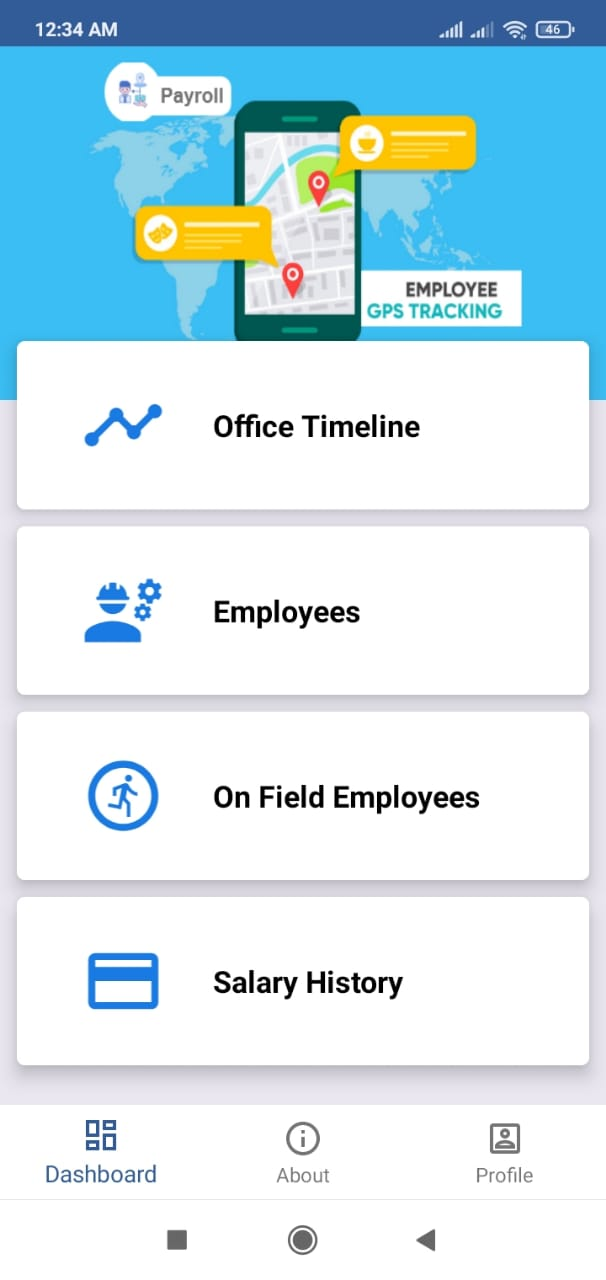 12:34 AM
46
Payroll
EMPLOYEE
GPS TRACKING
Office Timeline
Employees
On Field Employees
Salary History
Dashboard
About
Profile